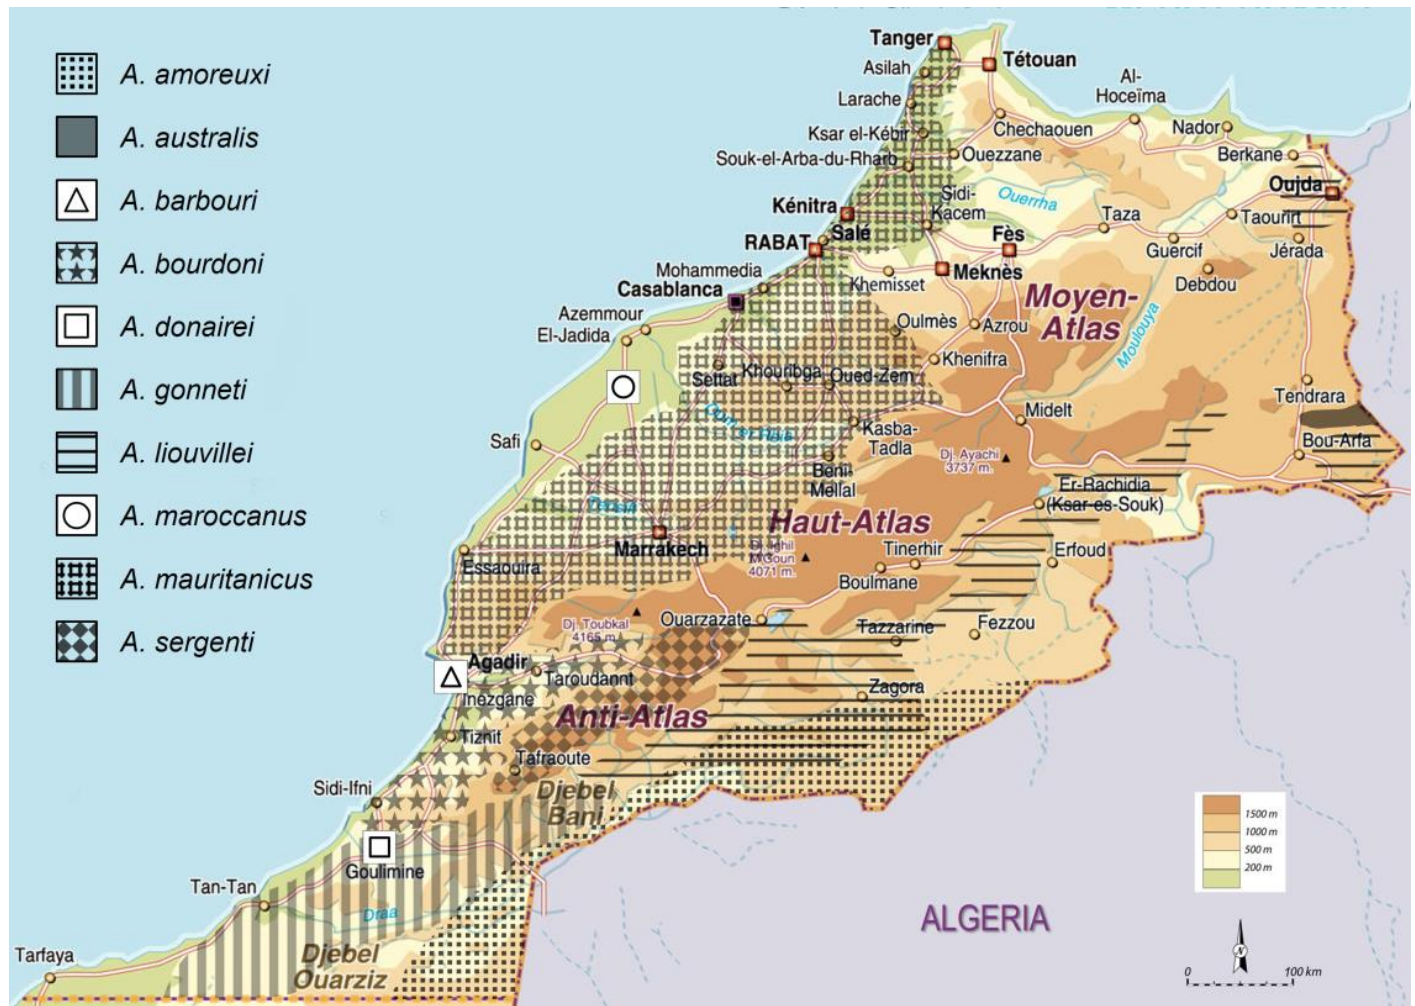 A. amoreuxi
A. australis
A. barbouri
A. bourdoni
A. donairei
A. gonneti
A. liouvillei
A. maroccanus
A. mauritanicus
A. sergenti
Tanger
Tétouan
Asilah
Al-
Hoceïma
Larache
Chechaouen
Nador
Ksar el-Kébir
Berkane
Souk-el-Arba-du-Rharb
Ouezzane
Oujda
Ouerrha
Sidi-
Kacem
Kénitra
Taza
Taourirt
Salé
Fès
RABAT
Guercif
Jérada
Mohammedia
Meknès
Debdou
Khemisset
Casablanca
Moyen-
Atlas
Azemmour
El-Jadida
Oulmès
Azrou
Moulouya
Khenifra
Settat
Khouribga
Oued-Zem
Tendrara
Midelt
Oum er Rbia
Kasba-
Tadla
Safi
Bou-Arfa
Dj. Ayachi
3737 m.
Beni-
Mellal
Er-Rachidia
(Ksar-es-Souk)
Tensift
Haut-Atlas
Marrakech
Dj. Ighil
M'Goun
4071 m.
Tinerhir
Erfoud
Essaouira
Boulmane
Dj. Toubkal
4165 m.
Ouarzazate
Tazzarine
Fezzou
Agadir
Taroudannt
Inezgane
Zagora
Anti-Atlas
Tiznit
Tafraoute
Sidi-Ifni
Djebel
Bani
Goulimine
Tan-Tan
Draa
Djebel
Ouarziz
Tarfaya
ALGERIA
1500 m
1000 m
500 m
200 m
N
0
100 km